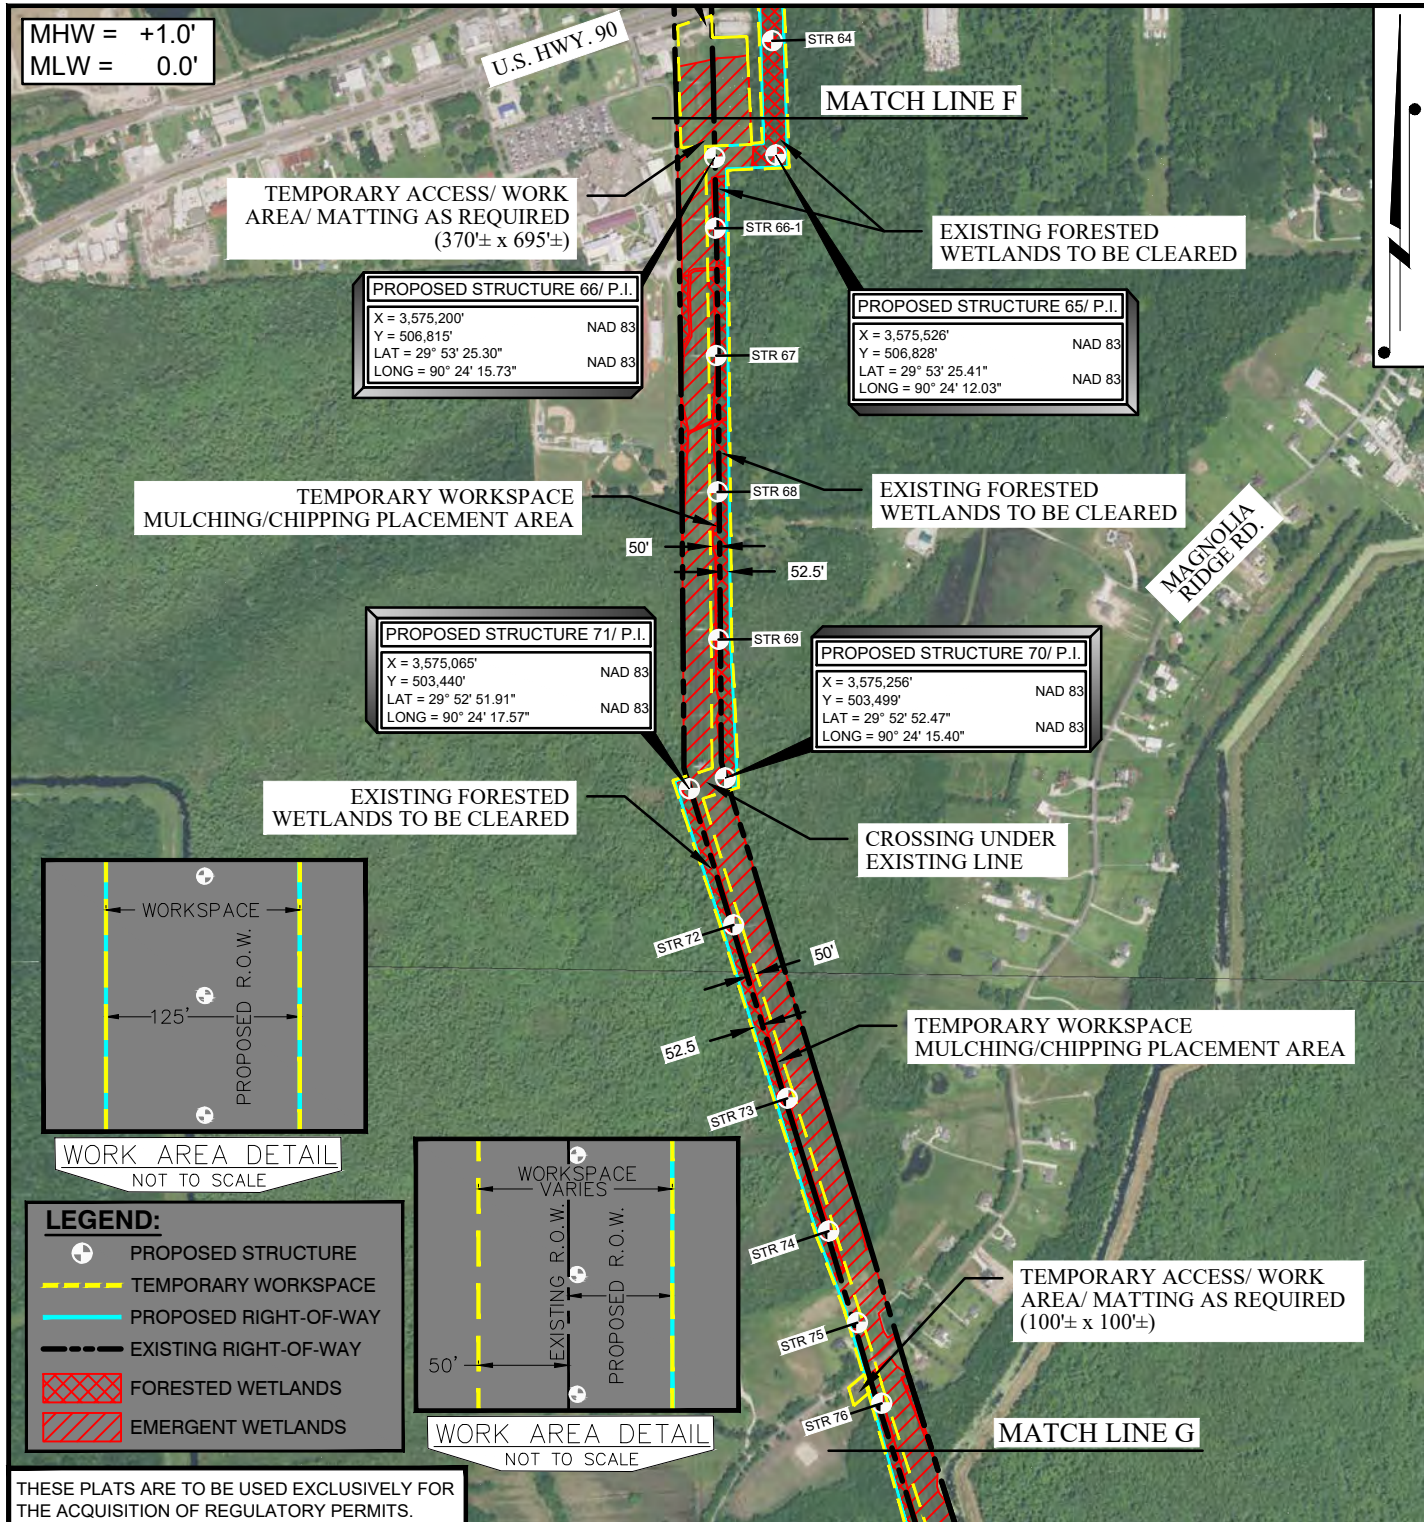 MHW = +1.0'
MLW = 0.0'
U.S. HWY. 90
STR 64
MATCH LINE F
TEMPORARY ACCESS/ WORK
AREA/ MATTING AS REQUIRED
(370'± x 695'±)
STR 66-1
EXISTING FORESTED
WETLANDS TO BE CLEARED
PROPOSED STRUCTURE 66/ P.I.
X = 3,575,200'
Y = 506,815'
NAD 83
LAT = 29° 53' 25.30"
LONG = 90° 24' 15.73"
NAD 83
PROPOSED STRUCTURE 65/ P.I.
X = 3,575,526'
Y = 506,828'
NAD 83
LAT = 29° 53' 25.41"
LONG = 90° 24' 12.03"
NAD 83
STR 67
TEMPORARY WORKSPACE
MULCHING/CHIPPING PLACEMENT AREA
STR 68
EXISTING FORESTED
WETLANDS TO BE CLEARED
MAGNOLIA
RIDGE RD.
50'
52.5'
STR 69
PROPOSED STRUCTURE 71/ P.I.
X = 3,575,065'
Y = 503,440'
NAD 83
LAT = 29° 52' 51.91"
LONG = 90° 24' 17.57"
NAD 83
PROPOSED STRUCTURE 70/ P.I.
X = 3,575,256'
Y = 503,499'
NAD 83
LAT = 29° 52' 52.47"
LONG = 90° 24' 15.40"
NAD 83
EXISTING FORESTED
WETLANDS TO BE CLEARED
CROSSING UNDER
EXISTING LINE
STR 72
50'
52.5
TEMPORARY WORKSPACE
MULCHING/CHIPPING PLACEMENT AREA
STR 73
STR 74
STR 75
STR 76
TEMPORARY ACCESS/ WORK
AREA/ MATTING AS REQUIRED
(100'± x 100'±)
MATCH LINE G
WORKSPACE
125'
PROPOSED R.O.W.
WORK AREA DETAIL
NOT TO SCALE
WORKSPACE
VARIES
EXISTING R.O.W.
PROPOSED R.O.W.
50'
WORK AREA DETAIL
NOT TO SCALE
LEGEND:
PROPOSED STRUCTURE
TEMPORARY WORKSPACE
PROPOSED RIGHT-OF-WAY
EXISTING RIGHT-OF-WAY
FORESTED WETLANDS
EMERGENT WETLANDS
THESE PLATS ARE TO BE USED EXCLUSIVELY FOR
THE ACQUISITION OF REGULATORY PERMITS.